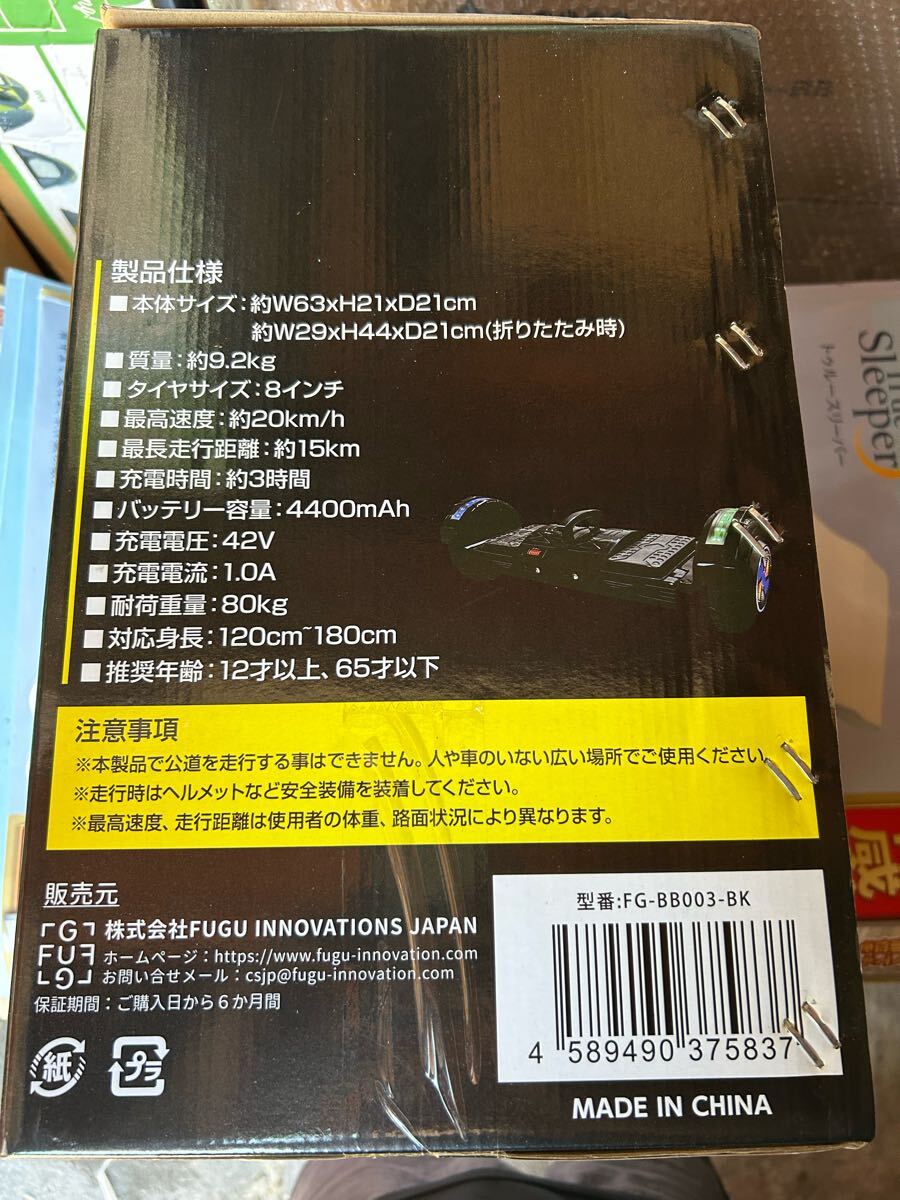 製品仕様
■本体サイズ:約W63xH21xD21cm
約W29xH44xD21cm(折りたたみ時)
■質量:約9.2kg
■タイヤサイズ:8インチ
■最高速度:約20km/h
■最長走行距離:約15km
■充電時間:約3時間
■バッテリー容量:4400mAh
■充電電圧:42V
■充電電流:1.0A
■耐荷重量:80kg
■対応身長:120cm~180cm
■推奨年齢:12才以上、65才以下
注意事項
※本製品で公道を走行する事はできません。人や車のいない広い場所でご使用ください。
※走行時はヘルメットなど安全装備を装着してください。
※最高速度、走行距離は使用者の体重、路面状況により異なります。
販売元
FUGU
株式会社FUGU INNOVATIONS JAPAN
ホームページ:https://www.fugu-innovation.com
お問い合せメール:csjp@fugu-innovation.com
保証期間:ご購入日から6か月間
紙
プラ
型番:FG-BB003-BK
4 589490 375837
MADE IN CHINA
True
Sleeper
トゥルースリーパー
感